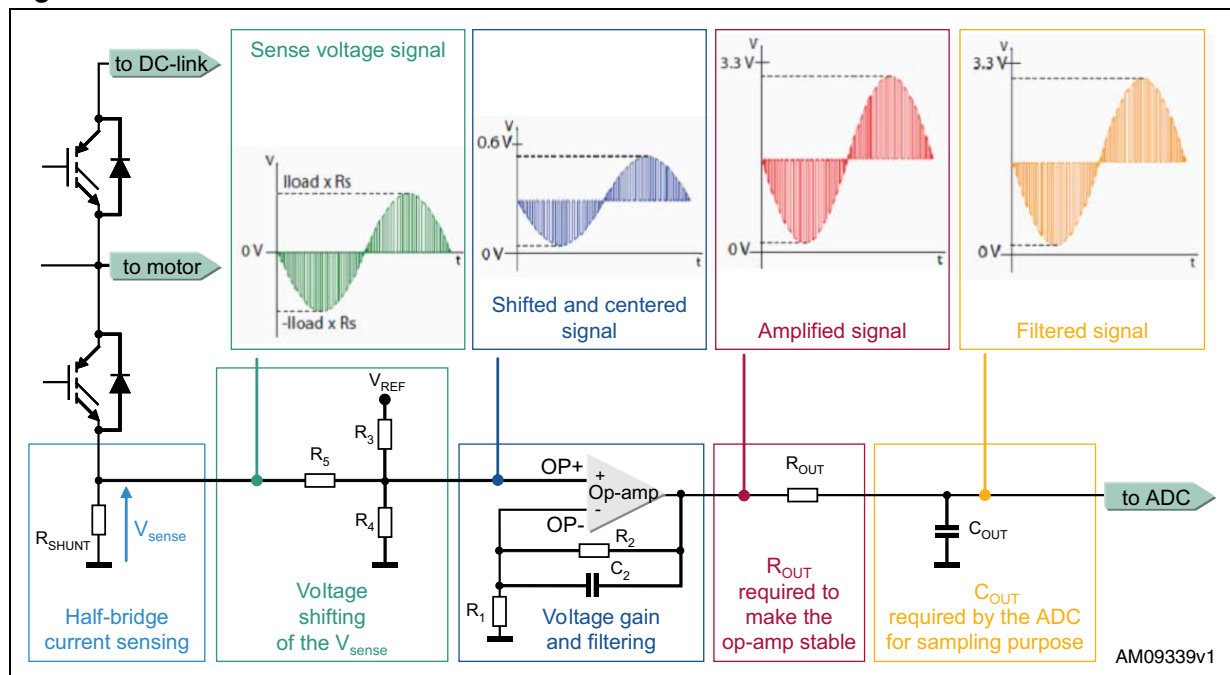 to DC-link
to motor
Sense voltage signal
V
Iload x Rs
0 V
t
-Iload x Rs
V
0.6 V
0 V
t
Shifted and centered
signal
V
3.3 V
0 V
t
Amplified signal
V
3.3 V
0 V
t
Filtered signal
RSHUNT
Vsense
Half-bridge
current sensing
VREF
R3
R5
R4
Voltage
shifting
of the Vsense
OP+
+
Op-amp
-
OP-
R2
C2
R1
Voltage gain
and filtering
ROUT
ROUT
required to
make the
op-amp stable
to ADC
COUT
COUT
required by the ADC
for sampling purpose
AM09339v1